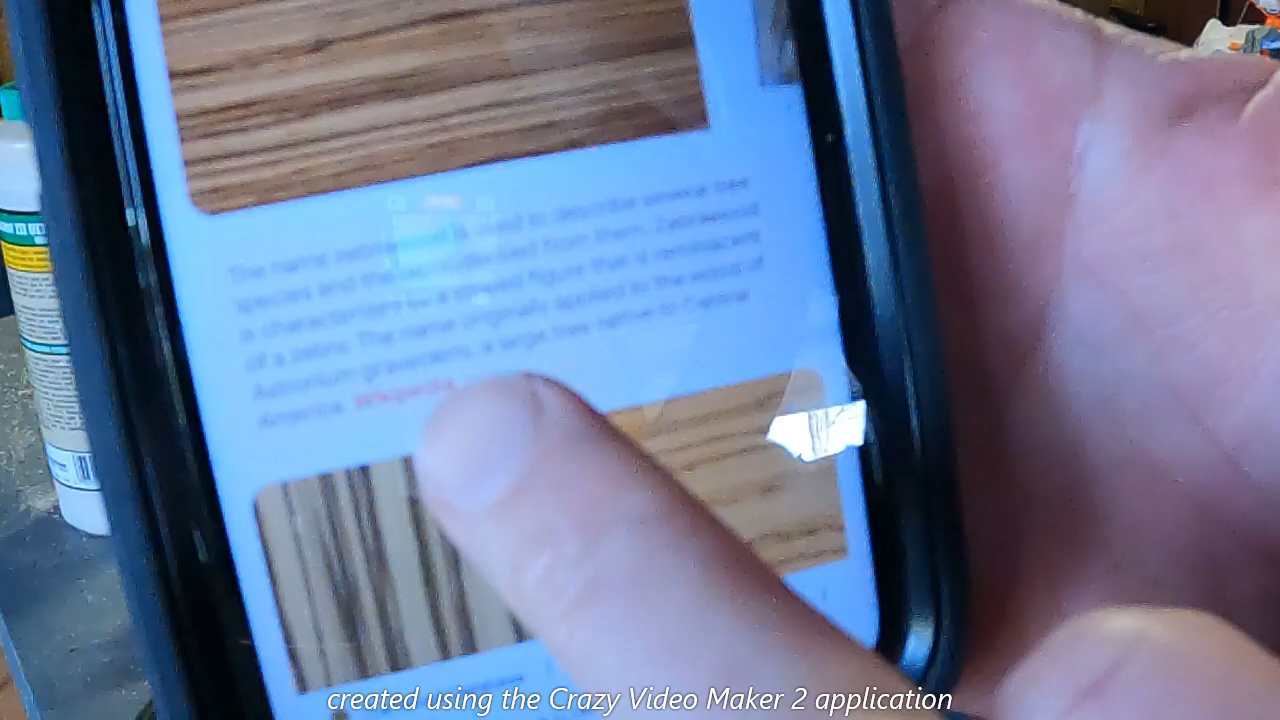 The name zebrawood is used to describe several tree
species and the wood derived from them. Zebrawood
is characterized by a striped figure that is reminiscent
of a zebra. The name originally applied to the wood of
Astronium graveolens, a large tree native to Central
America. Wikipedia
created using the Crazy Video Maker 2 application